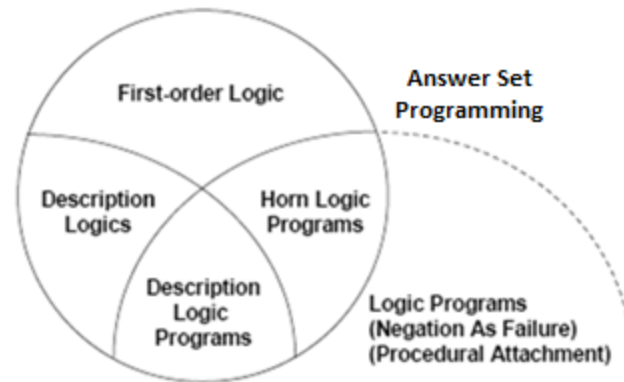 First-order Logic
Answer Set
Programming
Description
Logics
Horn Logic
Programs
Description
Logic
Programs
Logic Programs
(Negation As Failure)
(Procedural Attachment)